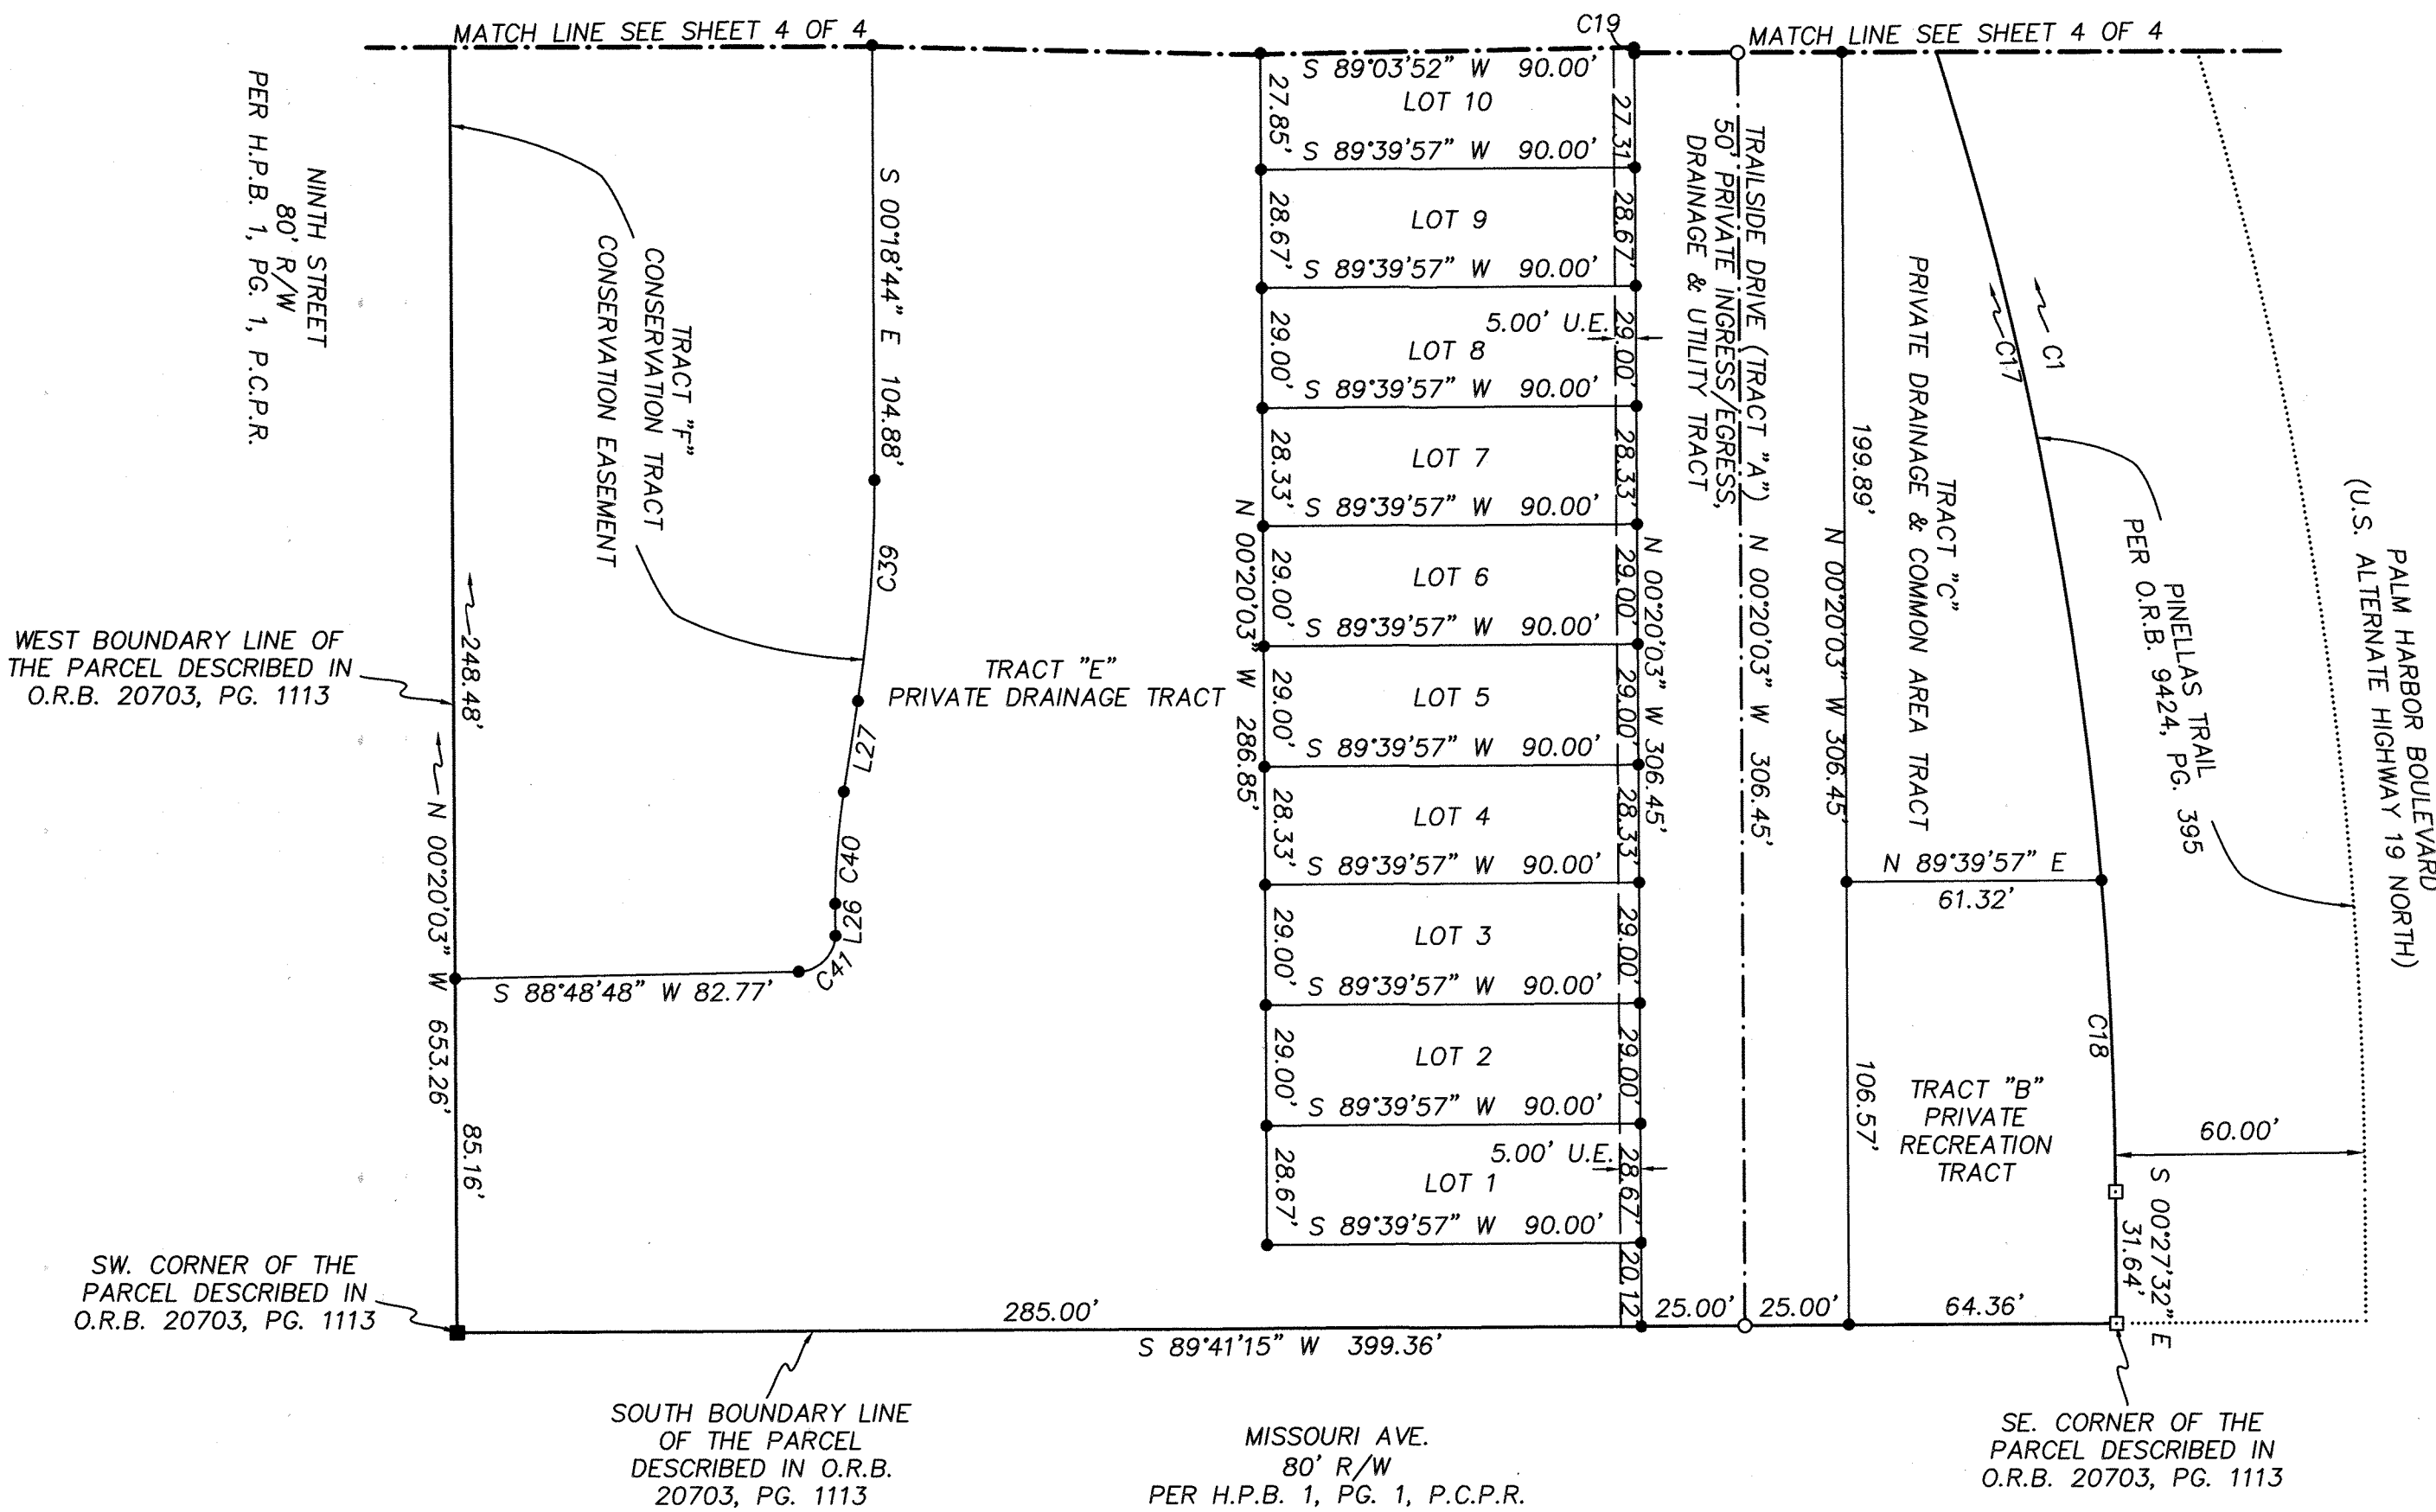 MATCH LINE SEE SHEET 4 OF 4
C19
MATCH LINE SEE SHEET 4 OF 4
NINTH STREET
80' R/W
PER H.P.B. 1, PG. 1, P.C.P.R.
TRACT "F"
CONSERVATION TRACT
CONSERVATION EASEMENT
S 00°18'44" E 104.88'
C39
L27
C40
L26
C41
S 88°48'48" W 82.77'
248.48'
N 00°20'03" W 653.26'
85.16'
WEST BOUNDARY LINE OF
THE PARCEL DESCRIBED IN
O.R.B. 20703, PG. 1113
SW. CORNER OF THE
PARCEL DESCRIBED IN
O.R.B. 20703, PG. 1113
TRACT "E"
PRIVATE DRAINAGE TRACT
S 89°03'52" W 90.00'
27.85'
LOT 10
27.31'
S 89°39'57" W 90.00'
28.67'
LOT 9
28.67'
S 89°39'57" W 90.00'
29.00'
5.00' U.E.
LOT 8
29.00'
S 89°39'57" W 90.00'
28.33'
LOT 7
28.33'
S 89°39'57" W 90.00'
29.00'
LOT 6
29.00'
S 89°39'57" W 90.00'
29.00'
LOT 5
29.00'
S 89°39'57" W 90.00'
28.33'
LOT 4
28.33'
S 89°39'57" W 90.00'
29.00'
LOT 3
29.00'
S 89°39'57" W 90.00'
29.00'
LOT 2
29.00'
S 89°39'57" W 90.00'
28.67'
5.00' U.E.
LOT 1
28.67'
S 89°39'57" W 90.00'
20.12'
N 00°20'03" W 286.85'
N 00°20'03" W 306.45'
TRAILSIDE DRIVE (TRACT "A") N 00°20'03" W 306.45'
50' PRIVATE INGRESS/EGRESS,
DRAINAGE & UTILITY TRACT
199.89'
N 00°20'03" W 306.45'
106.57'
TRACT "C"
PRIVATE DRAINAGE & COMMON AREA TRACT
C1
C17
N 89°39'57" E
61.32'
C18
TRACT "B"
PRIVATE
RECREATION
TRACT
PINELLAS TRAIL
PER O.R.B. 9424, PG. 395
PALM HARBOR BOULEVARD
(U.S. ALTERNATE HIGHWAY 19 NORTH)
60.00'
S 00°27'32" E
31.64'
285.00'
25.00'
25.00'
64.36'
S 89°41'15" W 399.36'
SOUTH BOUNDARY LINE
OF THE PARCEL
DESCRIBED IN O.R.B.
20703, PG. 1113
MISSOURI AVE.
80' R/W
PER H.P.B. 1, PG. 1, P.C.P.R.
SE. CORNER OF THE
PARCEL DESCRIBED IN
O.R.B. 20703, PG. 1113